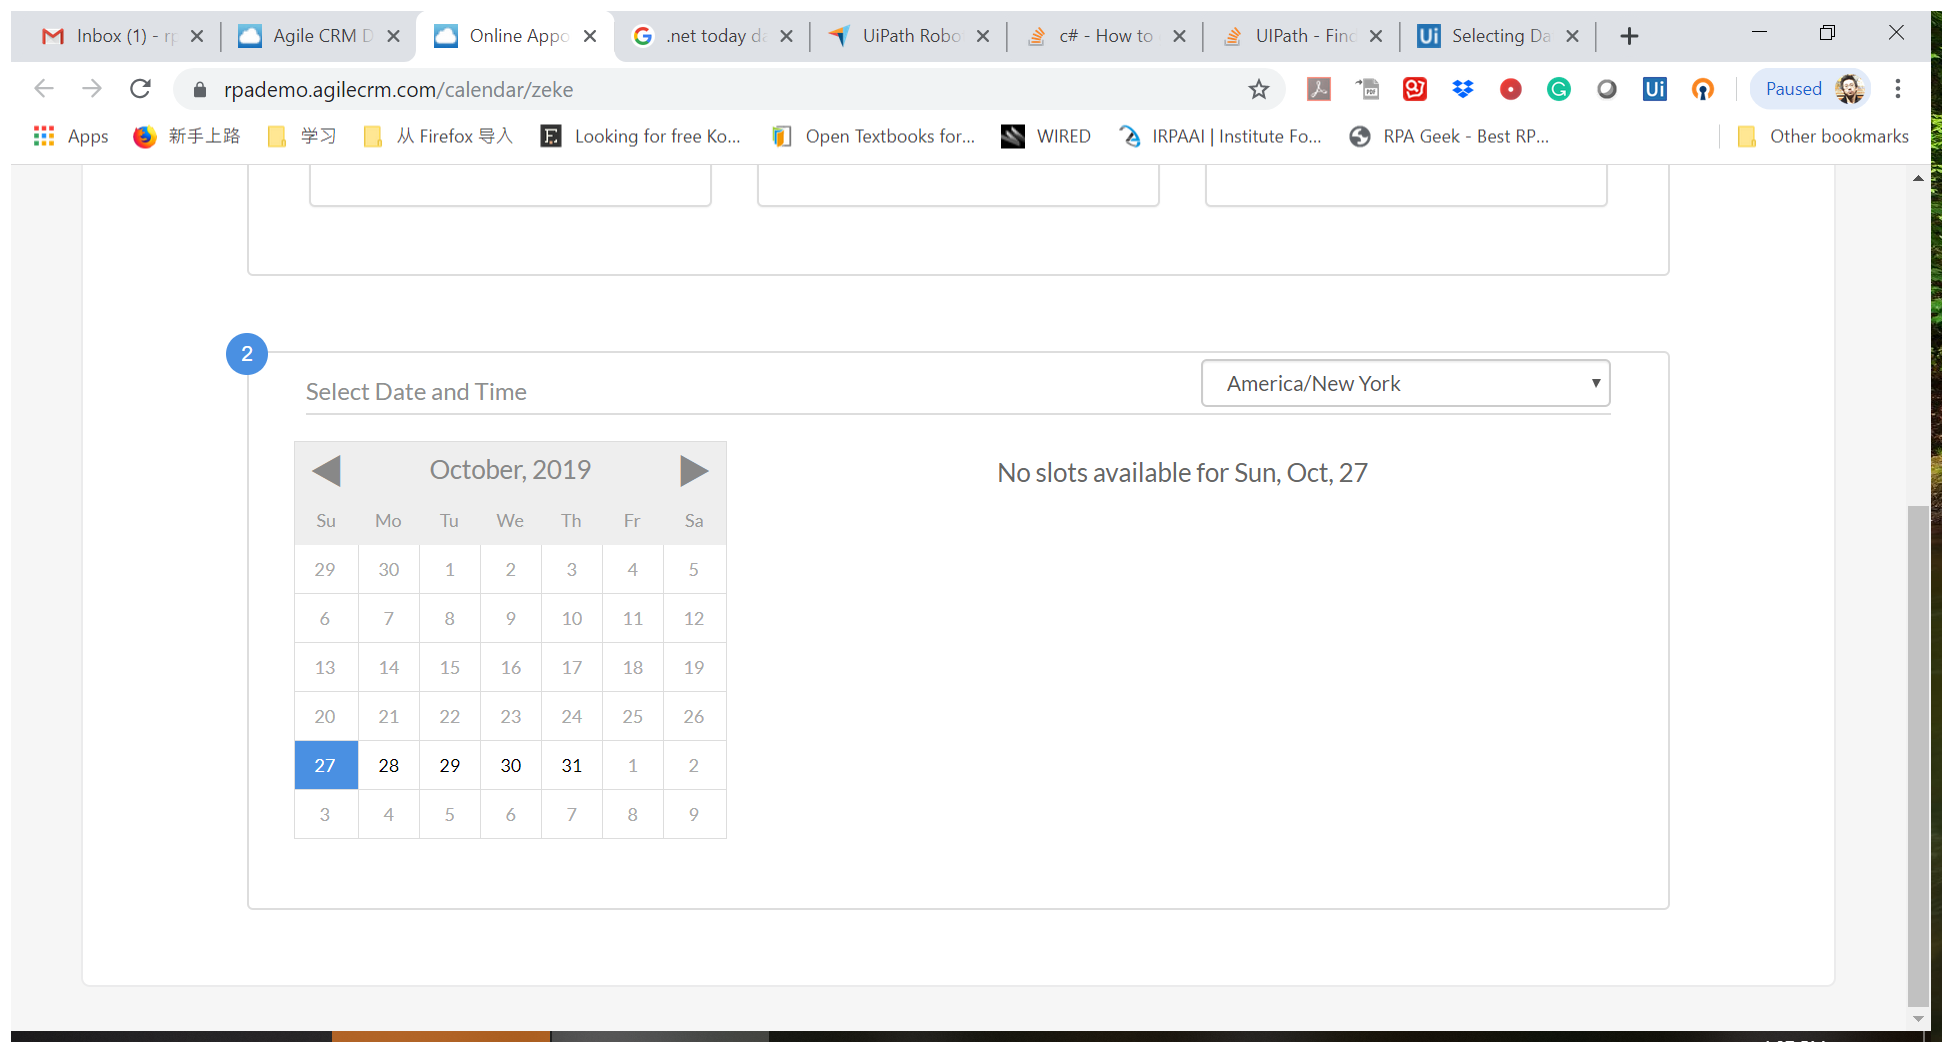 Inbox (1) - rp
Agile CRM D
Online Appo
.net today da
UiPath Robo
c# - How to
UIPath - Find
Selecting Da
rpademo.agilecrm.com/calendar/zeke
Paused
Apps
新手上路
学习
从 Firefox 导入
Looking for free Ko...
Open Textbooks for...
WIRED
IRPAAI | Institute Fo...
RPA Geek - Best RP...
Other bookmarks
2
Select Date and Time
America/New York
October, 2019
No slots available for Sun, Oct, 27
Su Mo Tu We Th Fr Sa
29 30 1 2 3 4 5
6 7 8 9 10 11 12
13 14 15 16 17 18 19
20 21 22 23 24 25 26
27 28 29 30 31 1 2
3 4 5 6 7 8 9